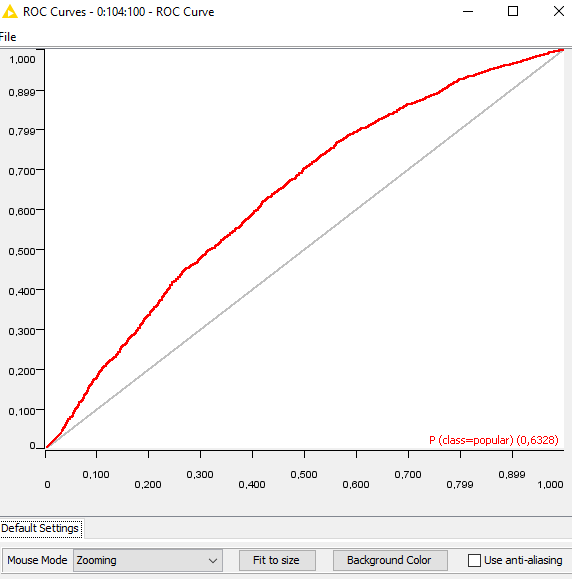 ROC Curves - 0:104:100 - ROC Curve
File
1,000
0,899
0,799
0,700
0,600
0,500
0,400
0,300
0,200
0,100
0
P (class=popular) (0,6328)
0,100 0,300 0,500 0,700 0,899
0 0,200 0,400 0,600 0,799 1,000
Default Settings
Mouse Mode Zooming Fit to size Background Color Use anti-aliasing